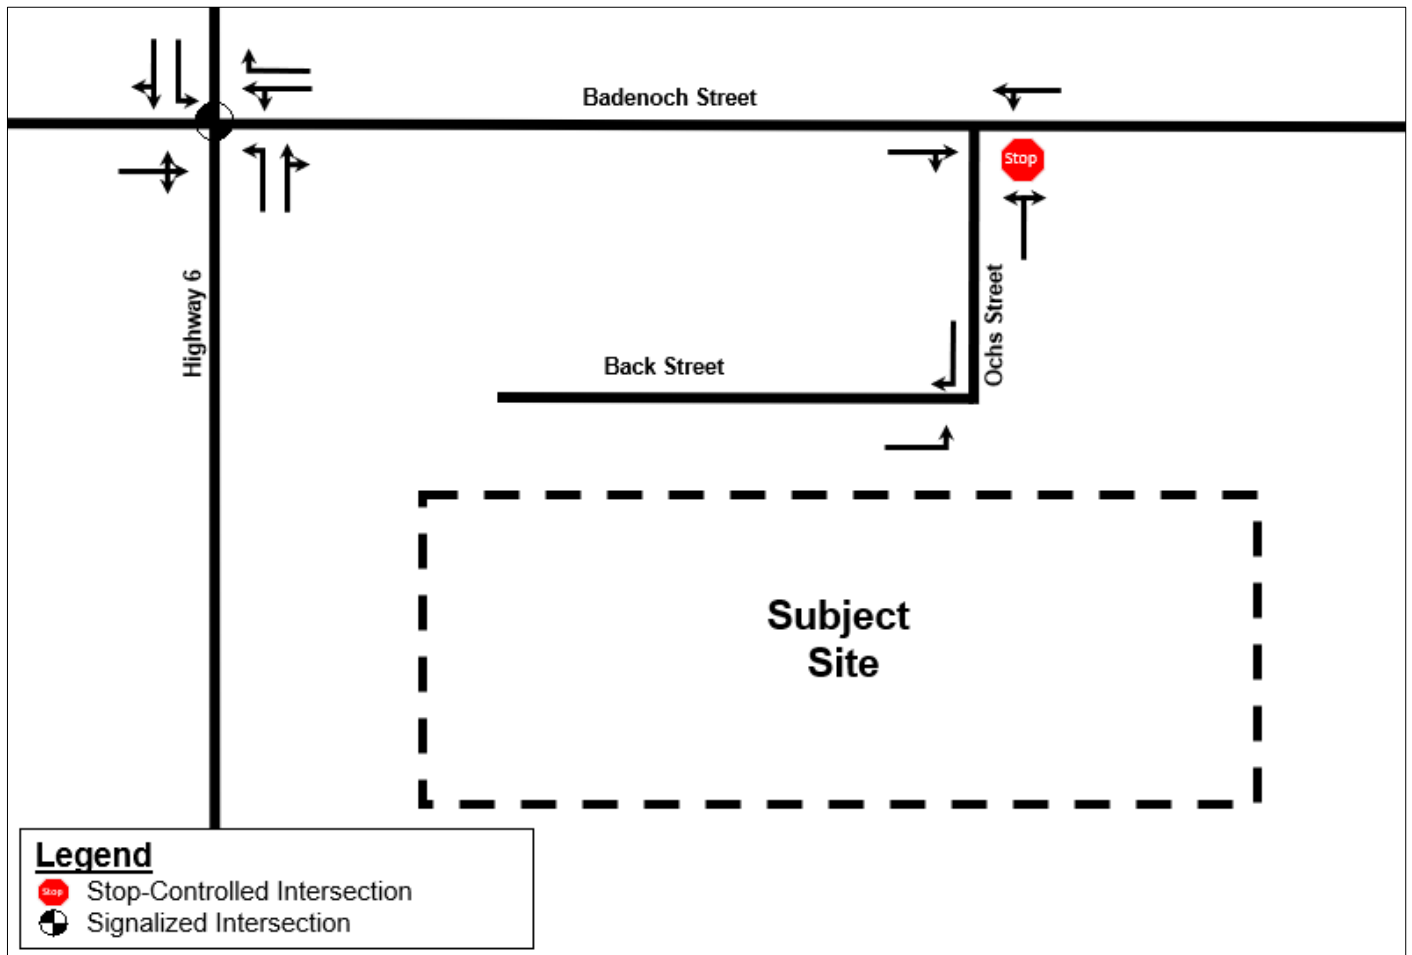 Badenoch Street
Stop
Highway 6
Ochs Street
Back Street
Subject
Site
Legend
Stop Stop-Controlled Intersection
Signalized Intersection